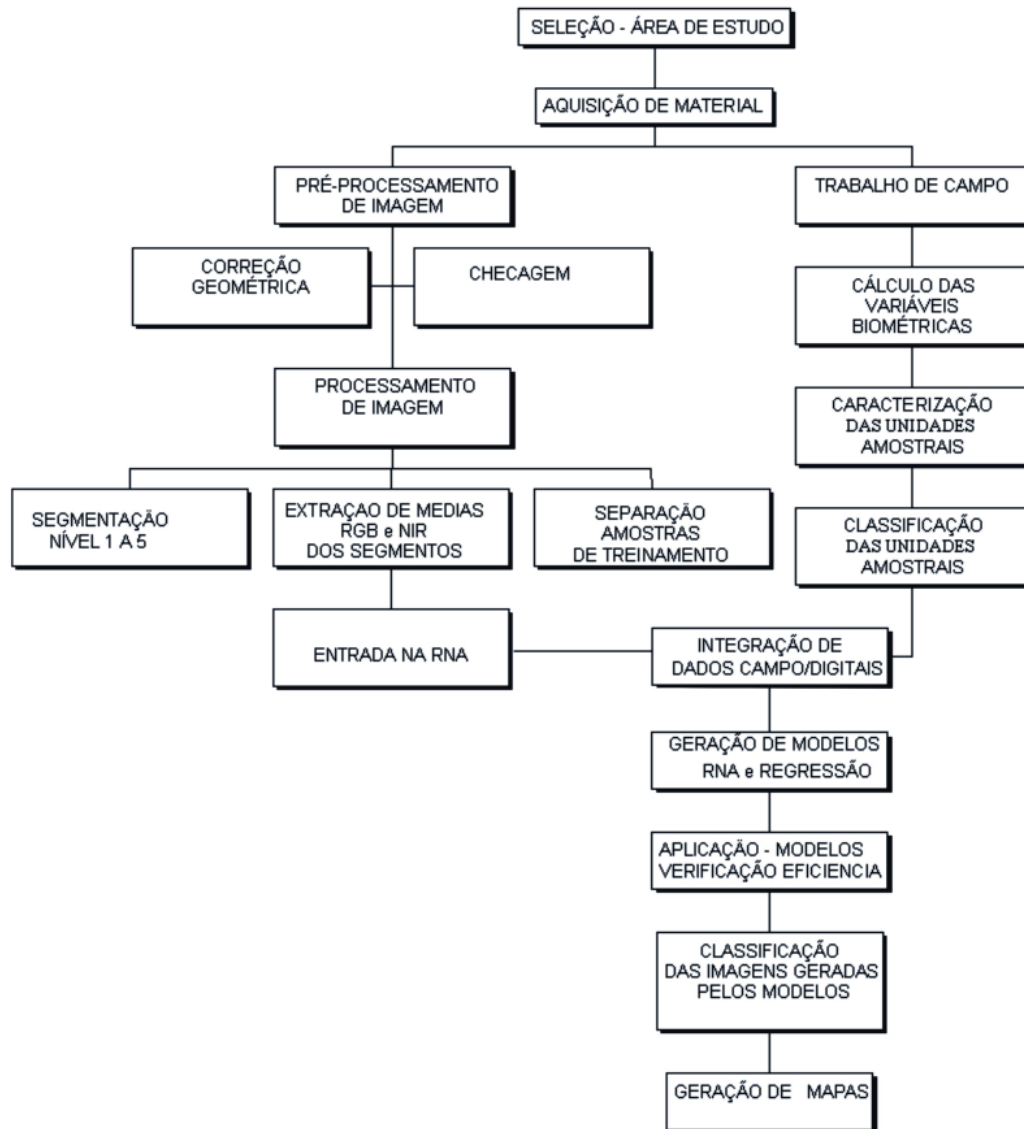 SELEÇÃO - ÁREA DE ESTUDO
AQUISIÇÃO DE MATERIAL
PRÉ-PROCESSAMENTO
DE IMAGEM
TRABALHO DE CAMPO
CORREÇÃO
GEOMÉTRICA
CHECAGEM
CÁLCULO DAS
VARIÁVEIS
BIOMÉTRICAS
PROCESSAMENTO
DE IMAGEM
CARACTERIZAÇÃO
DAS UNIDADES
AMOSTRAIS
SEGMENTAÇÃO
NÍVEL 1 A 5
EXTRAÇAO DE MEDIAS
RGB e NIR
DOS SEGMENTOS
SEPARAÇÃO
AMOSTRAS
DE TREINAMENTO
CLASSIFICAÇÃO
DAS UNIDADES
AMOSTRAIS
ENTRADA NA RNA
INTEGRAÇÃO DE
DADOS CAMPO/DIGITAIS
GERAÇÃO DE MODELOS
RNA e REGRESSÃO
APLICAÇÃO - MODELOS
VERIFICAÇÃO EFICIENCIA
CLASSIFICAÇÃO
DAS IMAGENS GERADAS
PELOS MODELOS
GERAÇÃO DE MAPAS